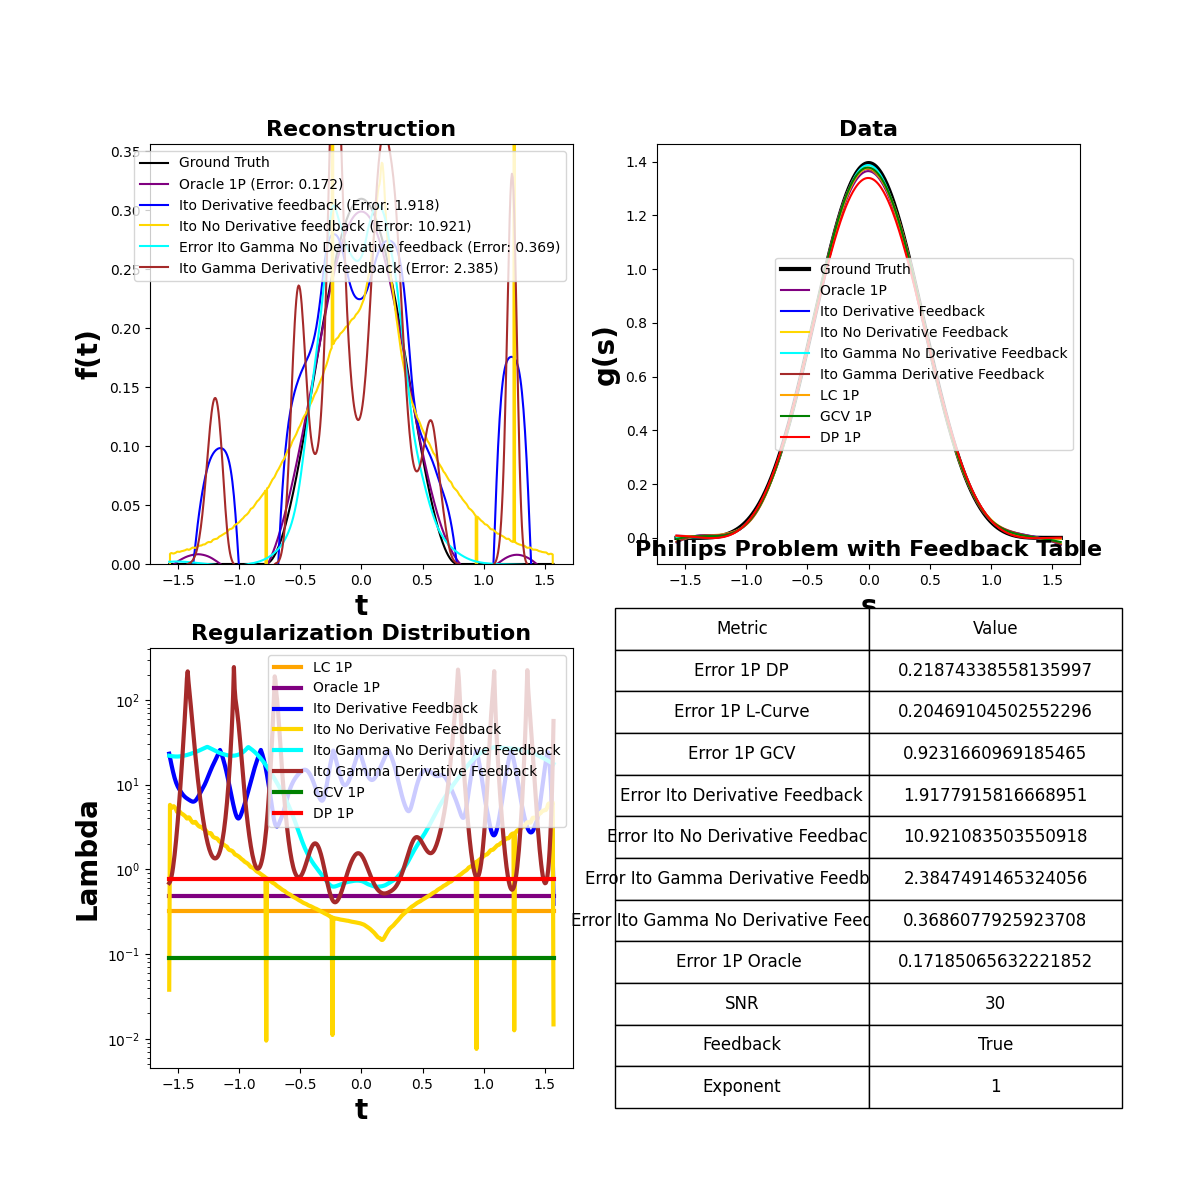 Reconstruction
0.35
0.30
0.25
0.20
0.15
0.10
0.05
0.00
f(t)
Ground Truth
Oracle 1P (Error: 0.172)
Ito Derivative feedback (Error: 1.918)
Ito No Derivative feedback (Error: 10.921)
Error Ito Gamma No Derivative feedback (Error: 0.369)
Ito Gamma Derivative feedback (Error: 2.385)
−1.5 −1.0 −0.5 0.0 0.5 1.0 1.5
t
Data
1.4
1.2
1.0
0.8
0.6
0.4
0.2
0.0
g(s)
Ground Truth
Oracle 1P
Ito Derivative Feedback
Ito No Derivative Feedback
Ito Gamma No Derivative Feedback
Ito Gamma Derivative Feedback
LC 1P
GCV 1P
DP 1P
−1.5 −1.0 −0.5 0.0 0.5 1.0 1.5
s
Regularization Distribution
10²
10¹
10⁰
10⁻¹
10⁻²
Lambda
LC 1P
Oracle 1P
Ito Derivative Feedback
Ito No Derivative Feedback
Ito Gamma No Derivative Feedback
Ito Gamma Derivative Feedback
GCV 1P
DP 1P
−1.5 −1.0 −0.5 0.0 0.5 1.0 1.5
t
Phillips Problem with Feedback Table
Metric Value
Error 1P DP 0.21874338558135997
Error 1P L-Curve 0.20469104502552296
Error 1P GCV 0.9231660969185465
Error Ito Derivative Feedback 1.9177915816668951
Error Ito No Derivative Feedbac 10.921083503550918
Error Ito Gamma Derivative Feedb 2.3847491465324056
Error Ito Gamma No Derivative Feed 0.3686077925923708
Error 1P Oracle 0.17185065632221852
SNR 30
Feedback True
Exponent 1